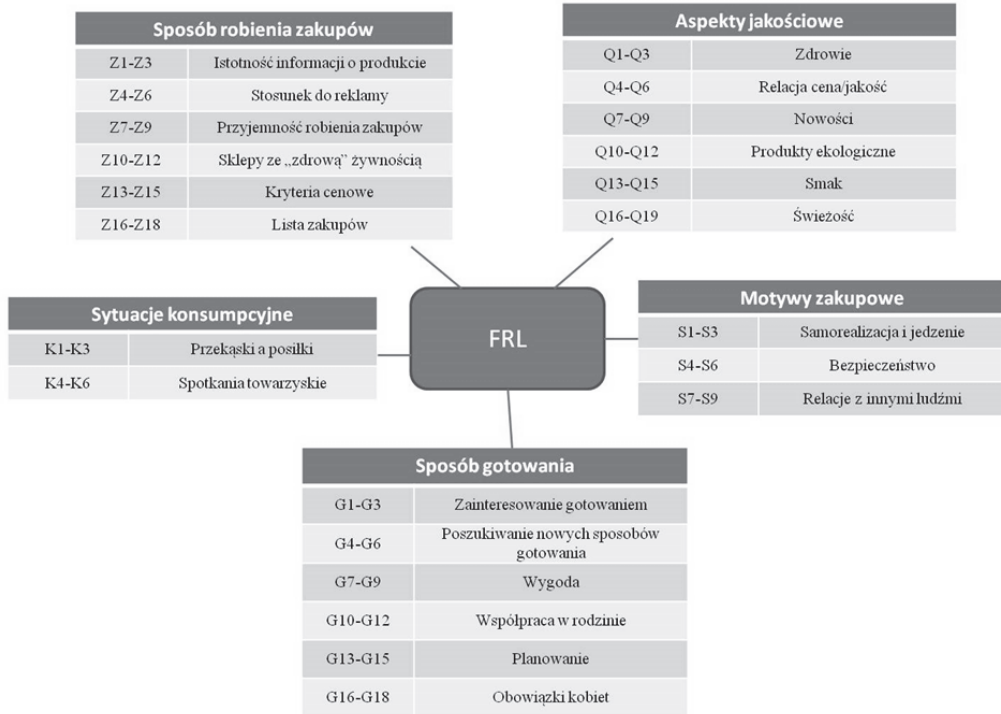 Sposób robienia zakupów
Z1-Z3 Istotność informacji o produkcie
Z4-Z6 Stosunek do reklamy
Z7-Z9 Przyjemność robienia zakupów
Z10-Z12 Sklepy ze „zdrową” żywnością
Z13-Z15 Kryteria cenowe
Z16-Z18 Lista zakupów
Aspekty jakościowe
Q1-Q3 Zdrowie
Q4-Q6 Relacja cena/jakość
Q7-Q9 Nowości
Q10-Q12 Produkty ekologiczne
Q13-Q15 Smak
Q16-Q19 Świeżość
Sytuacje konsumpcyjne
K1-K3 Przekąski a posiłki
K4-K6 Spotkania towarzyskie
FRL
Motywy zakupowe
S1-S3 Samorealizacja i jedzenie
S4-S6 Bezpieczeństwo
S7-S9 Relacje z innymi ludźmi
Sposób gotowania
G1-G3 Zainteresowanie gotowaniem
G4-G6 Poszukiwanie nowych sposobów
gotowania
G7-G9 Wygoda
G10-G12 Współpraca w rodzinie
G13-G15 Planowanie
G16-G18 Obowiązki kobiet